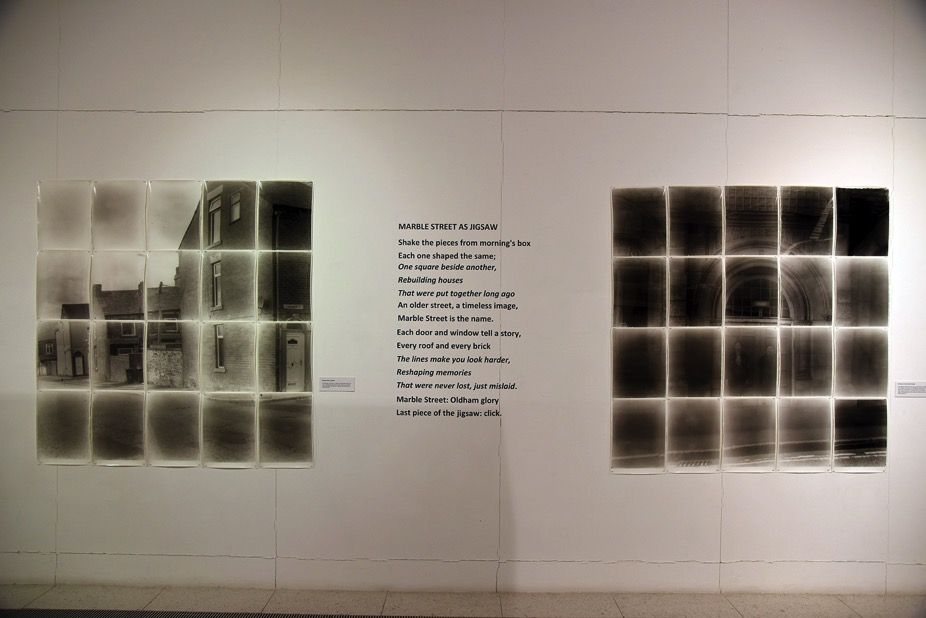 MARBLE STREET AS JIGSAW
Shake the pieces from morning's box
Each one shaped the same;
One square beside another,
Rebuilding houses
That were put together long ago
An older street, a timeless image,
Marble Street is the name.
Each door and window tell a story,
Every roof and every brick
The lines make you look harder,
Reshaping memories
That were never lost, just mislaid.
Marble Street: Oldham glory
Last piece of the jigsaw: click.